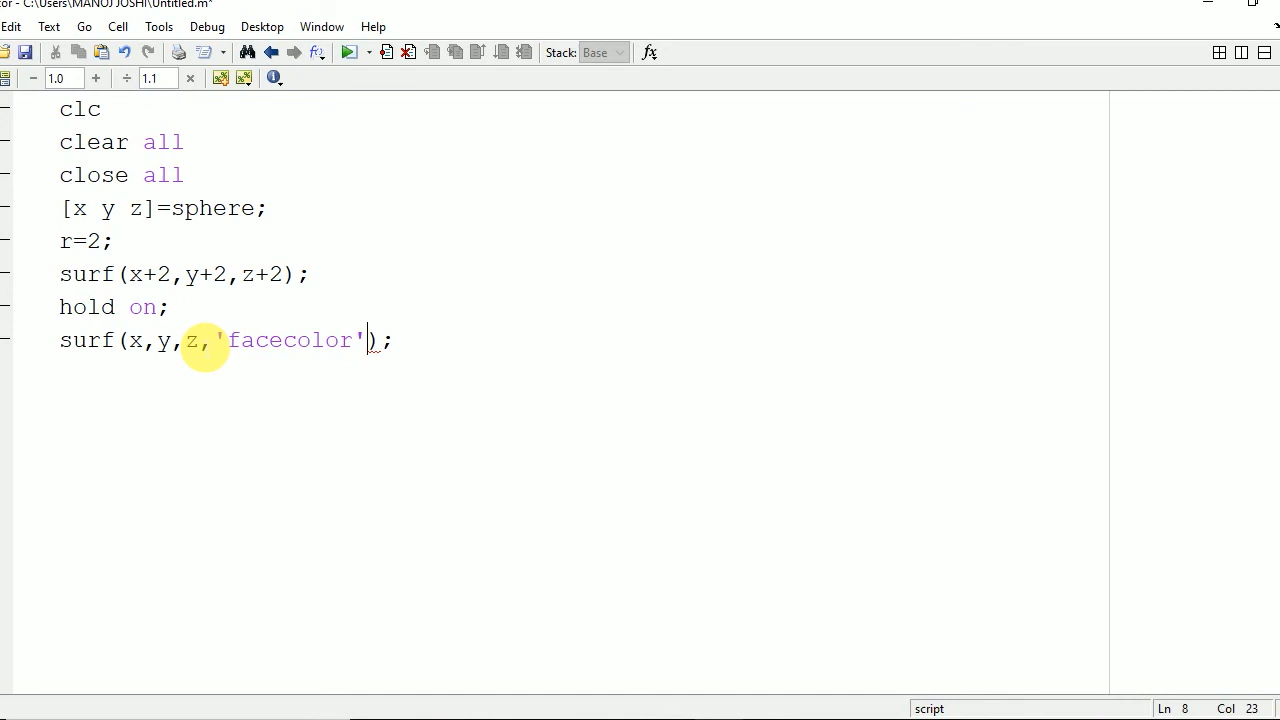 or - C:\Users\MANOJ JOSHI\Untitled.m*
Edit Text Go Cell Tools Debug Desktop Window Help
Stack: Base fx
− 1.0 + ÷ 1.1 ×
clc
clear all
close all
[x y z]=sphere;
r=2;
surf(x+2,y+2,z+2);
hold on;
surf(x,y,z,'facecolor');
script Ln 8 Col 23